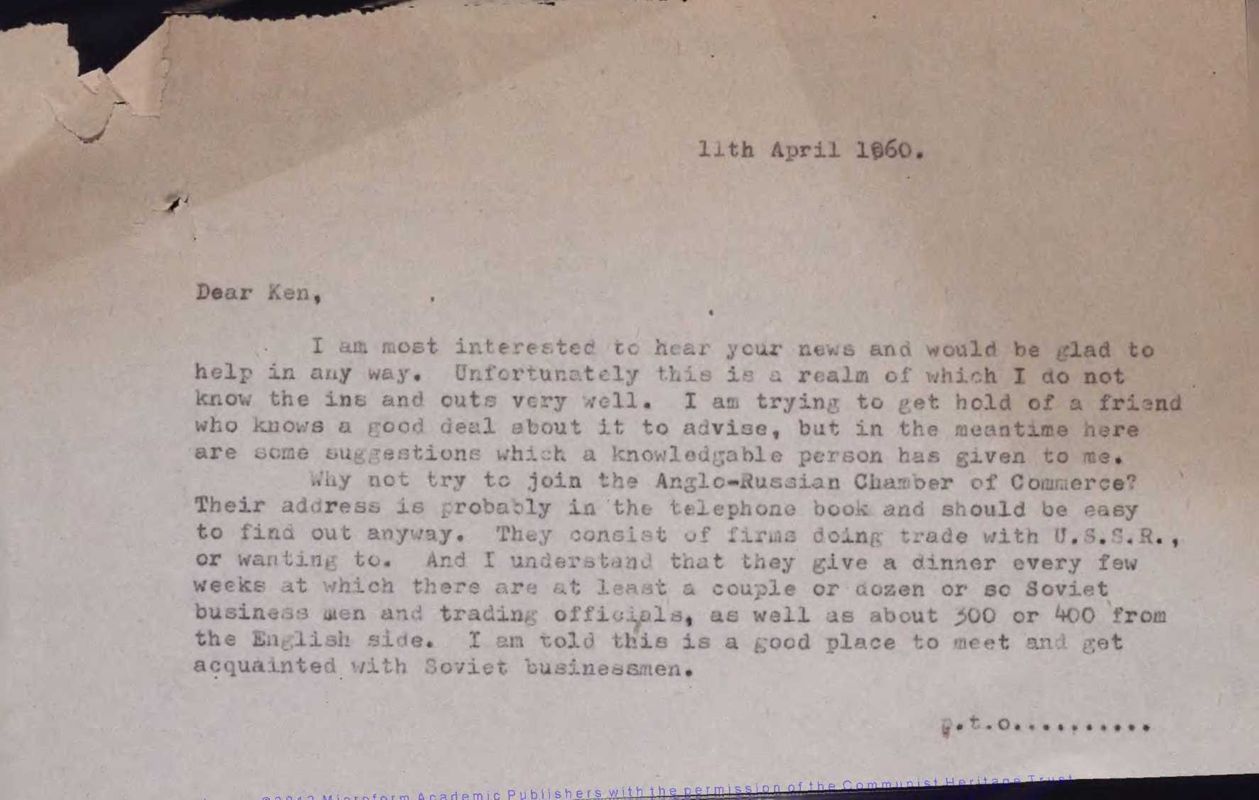 11th April 1960.
Dear Ken,
I am most interested to hear your news and would be glad to
help in any way. Unfortunately this is a realm of which I do not
know the ins and outs very well. I am trying to get hold of a friend
who knows a good deal about it to advise, but in the meantime here
are some suggestions which a knowledgable person has given to me.
Why not try to join the Anglo-Russian Chamber of Commerce?
Their address is probably in the telephone book and should be easy
to find out anyway. They consist of firms doing trade with U.S.S.R.,
or wanting to. And I understand that they give a dinner every few
weeks at which there are at least a couple or dozen or so Soviet
business men and trading officials, as well as about 300 or 400 from
the English side. I am told this is a good place to meet and get
acquainted with Soviet businessmen.
p.t.o..........
©2012 Microform Academic Publishers with the permission of the Communist Heritage Trust